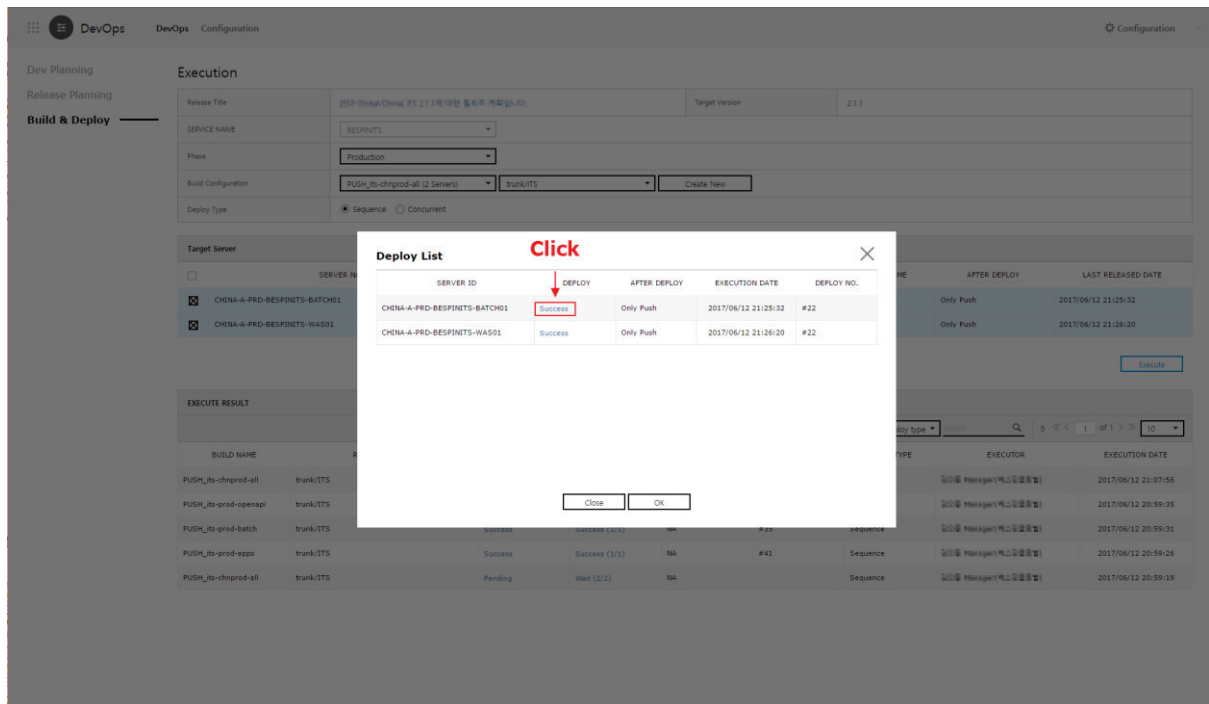 DevOps DevOps Configuration Configuration
Dev Planning
Release Planning
Build & Deploy
Execution
Release Title Target Version 2.1.1
SERVICE NAME BESPINITS
Phase Production
Build Configuration PUSH_its-chnprod-all (2 Servers) trunk/ITS Create New
Deploy Type Sequence Concurrent
Target Server
AFTER DEPLOY LAST RELEASED DATE
CHINA-A-PRD-BESPINITS-BATCH01 Only Push 2017/06/12 21:25:32
CHINA-A-PRD-BESPINITS-WAS01 Only Push 2017/06/12 21:26:20
Execute
Click
Deploy List
SERVER ID DEPLOY AFTER DEPLOY EXECUTION DATE DEPLOY NO.
CHINA-A-PRD-BESPINITS-BATCH01 Success Only Push 2017/06/12 21:25:32 #22
CHINA-A-PRD-BESPINITS-WAS01 Success Only Push 2017/06/12 21:26:20 #22
Close OK
EXECUTE RESULT
type 5 1 of 1 10
BUILD NAME EXECUTOR EXECUTION DATE
PUSH_its-chnprod-all trunk/ITS 2017/06/12 21:07:56
PUSH_its-prod-openapi trunk/ITS 2017/06/12 20:59:35
PUSH_its-prod-batch trunk/ITS Success Success (1/1) NA #35 Sequence 2017/06/12 20:59:31
PUSH_its-prod-apps trunk/ITS Success Success (1/1) NA #41 Sequence 2017/06/12 20:59:26
PUSH_its-chnprod-all trunk/ITS Pending Wait (2/2) NA Sequence 2017/06/12 20:59:19